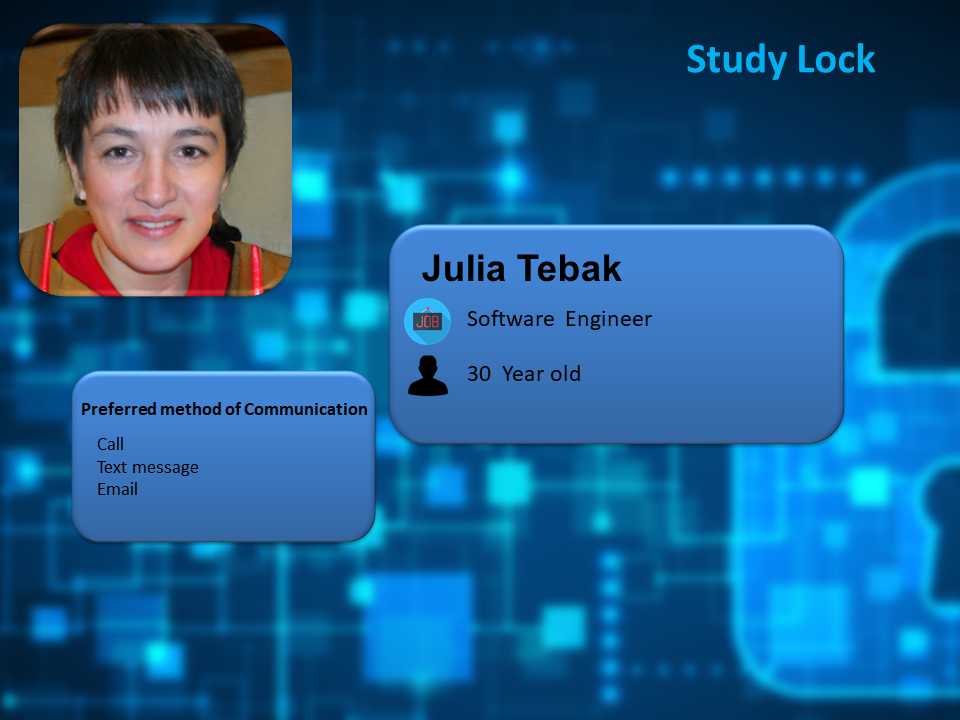 Study Lock
Julia Tebak
JOB
Software Engineer
30 Year old
Preferred method of Communication
Call
Text message
Email